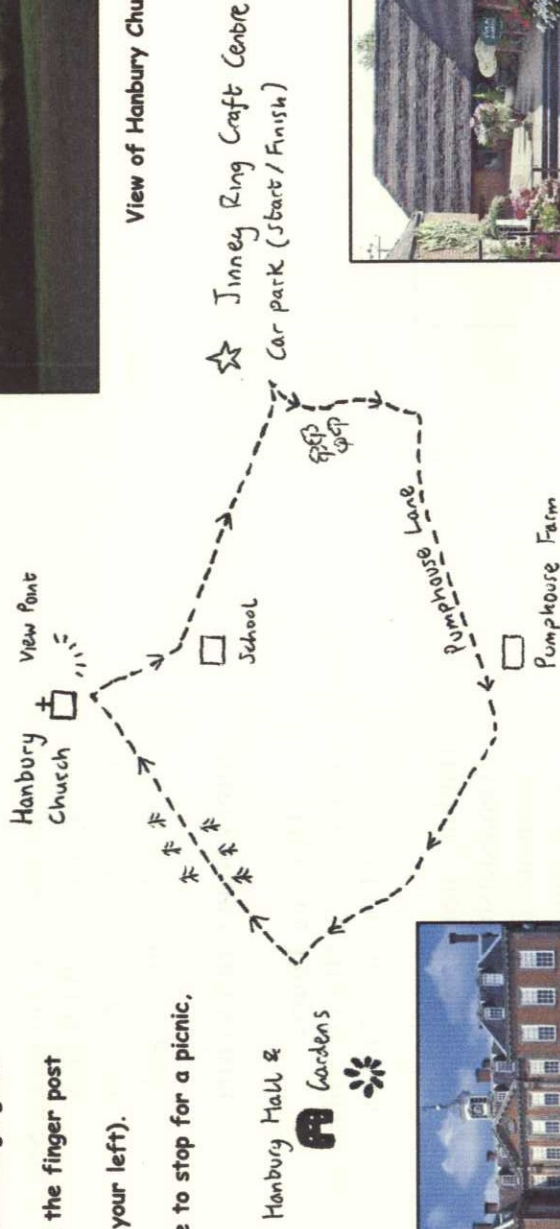 the finger post
your left).
to stop for a picnic,
View of Hanbury
Hanbury
Church
View Point
School
Jinney Ring Craft Centre
Car park (start / Finish)
Pumphouse Lane
Pumphouse Farm
Hanbury Hall &
Gardens